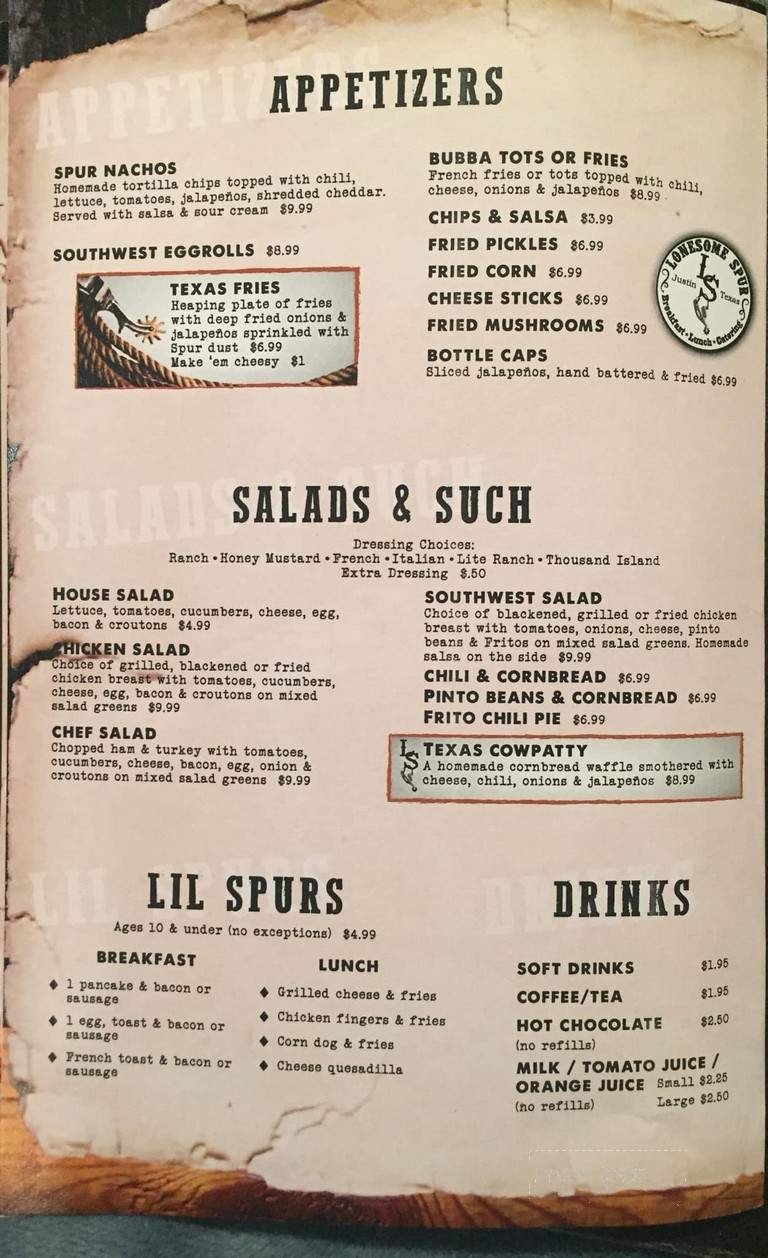 APPETIZERS
SPUR NACHOS
Homemade tortilla chips topped with chili,
lettuce, tomatoes, jalapeños, shredded cheddar.
Served with salsa & sour cream $9.99
SOUTHWEST EGGROLLS $8.99
TEXAS FRIES
Heaping plate of fries
with deep fried onions &
jalapeños sprinkled with
Spur dust $6.99
Make 'em cheesy $1
BUBBA TOTS OR FRIES
French fries or tots topped with chili,
cheese, onions & jalapeños $8.99
CHIPS & SALSA $3.99
FRIED PICKLES $6.99
FRIED CORN $6.99
CHEESE STICKS $6.99
FRIED MUSHROOMS $6.99
BOTTLE CAPS
Sliced jalapeños, hand battered & fried $6.99
LONESOME SPUR
LS
Justin Texas
Breakfast • Lunch • Catering
SALADS & SUCH
Dressing Choices:
Ranch • Honey Mustard • French • Italian • Lite Ranch • Thousand Island
Extra Dressing $.50
HOUSE SALAD
Lettuce, tomatoes, cucumbers, cheese, egg,
bacon & croutons $4.99
CHICKEN SALAD
Choice of grilled, blackened or fried
chicken breast with tomatoes, cucumbers,
cheese, egg, bacon & croutons on mixed
salad greens $9.99
CHEF SALAD
Chopped ham & turkey with tomatoes,
cucumbers, cheese, bacon, egg, onion &
croutons on mixed salad greens $9.99
SOUTHWEST SALAD
Choice of blackened, grilled or fried chicken
breast with tomatoes, onions, cheese, pinto
beans & Fritos on mixed salad greens. Homemade
salsa on the side $9.99
CHILI & CORNBREAD $6.99
PINTO BEANS & CORNBREAD $6.99
FRITO CHILI PIE $6.99
LS
TEXAS COWPATTY
A homemade cornbread waffle smothered with
cheese, chili, onions & jalapeños $8.99
LIL SPURS
Ages 10 & under (no exceptions) $4.99
BREAKFAST
♦ 1 pancake & bacon or
sausage
♦ 1 egg, toast & bacon or
sausage
♦ French toast & bacon or
sausage
LUNCH
♦ Grilled cheese & fries
♦ Chicken fingers & fries
♦ Corn dog & fries
♦ Cheese quesadilla
DRINKS
SOFT DRINKS $1.95
COFFEE/TEA $1.95
HOT CHOCOLATE $2.50
(no refills)
MILK / TOMATO JUICE /
ORANGE JUICE Small $2.25
(no refills) Large $2.50